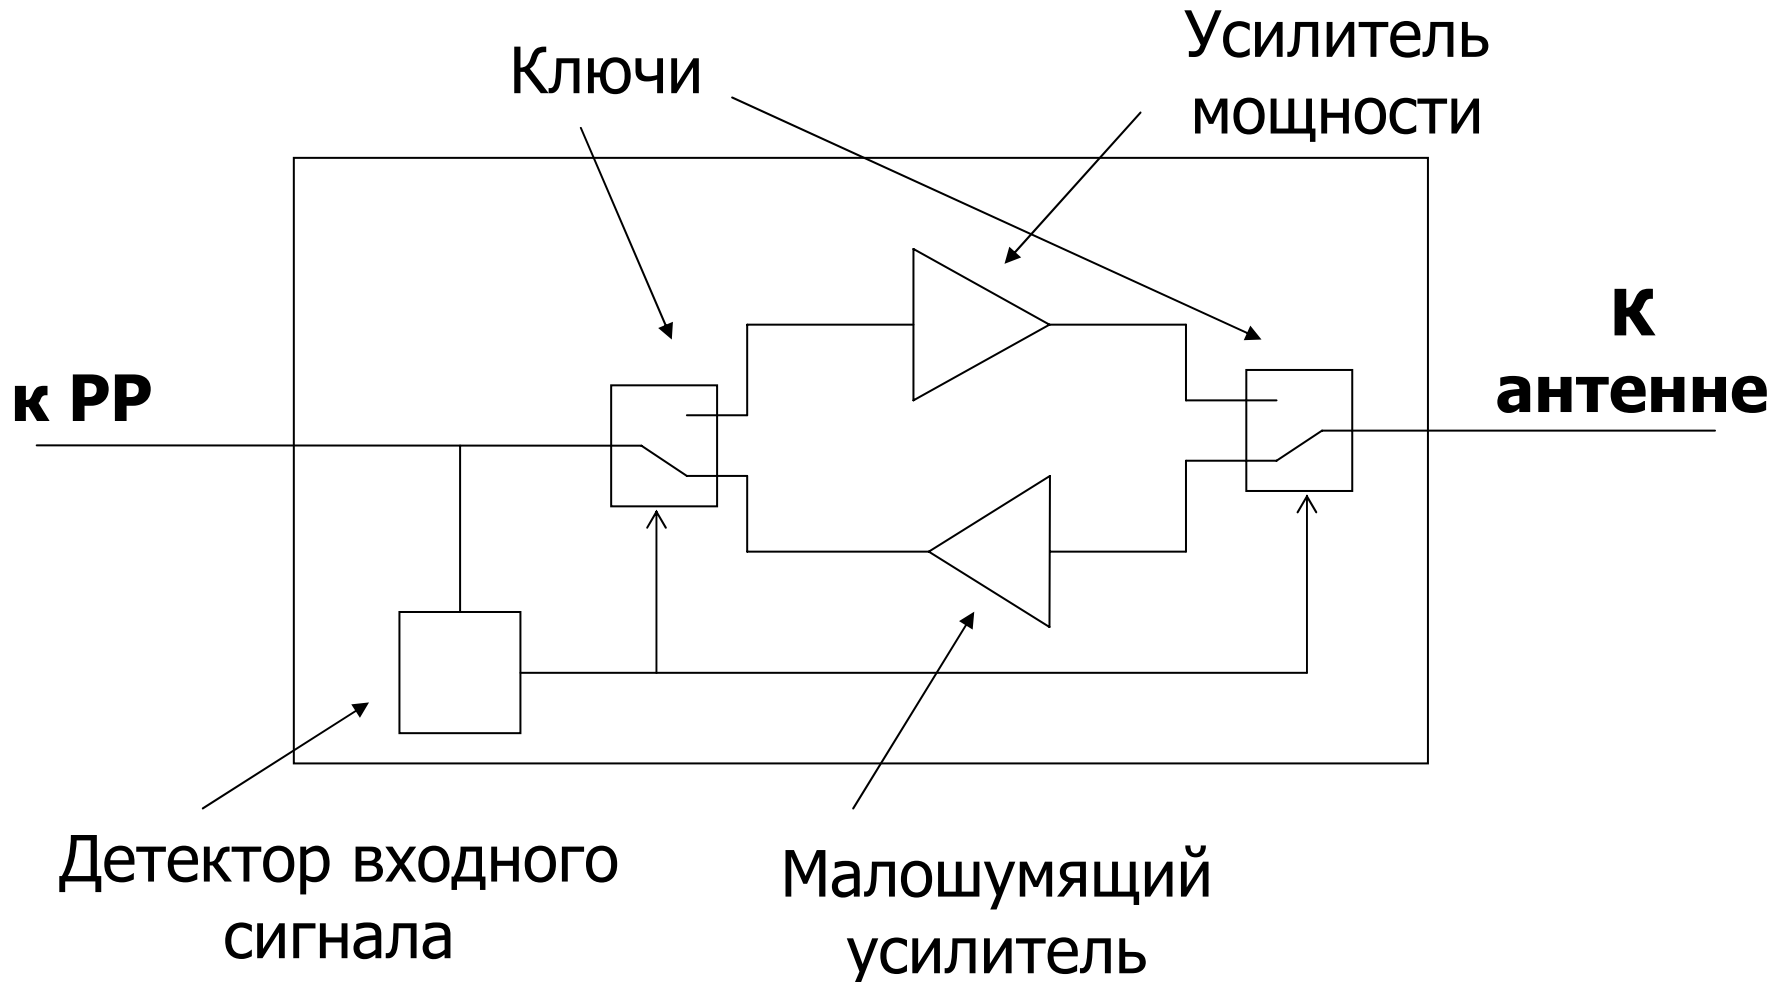 Усилитель
мощности
Ключи
К
антенне
к РР
Детектор входного
сигнала
Малошумящий
усилитель